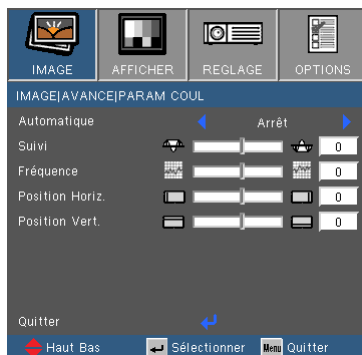 IMAGE AFFICHER REGLAGE OPTIONS
IMAGE|AVANCE|PARAM COUL
Automatique Arrêt
Suivi 0
Fréquence 0
Position Horiz. 0
Position Vert. 0
Quitter
Haut Bas Sélectionner Menu Quitter